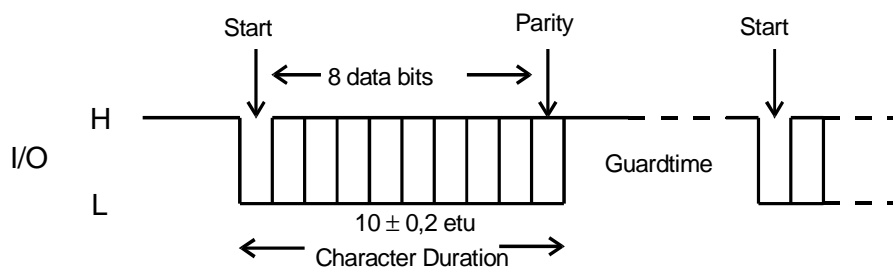 Start
Parity
Start
8 data bits
H
I/O
Guardtime
L
10 ± 0,2 etu
Character Duration